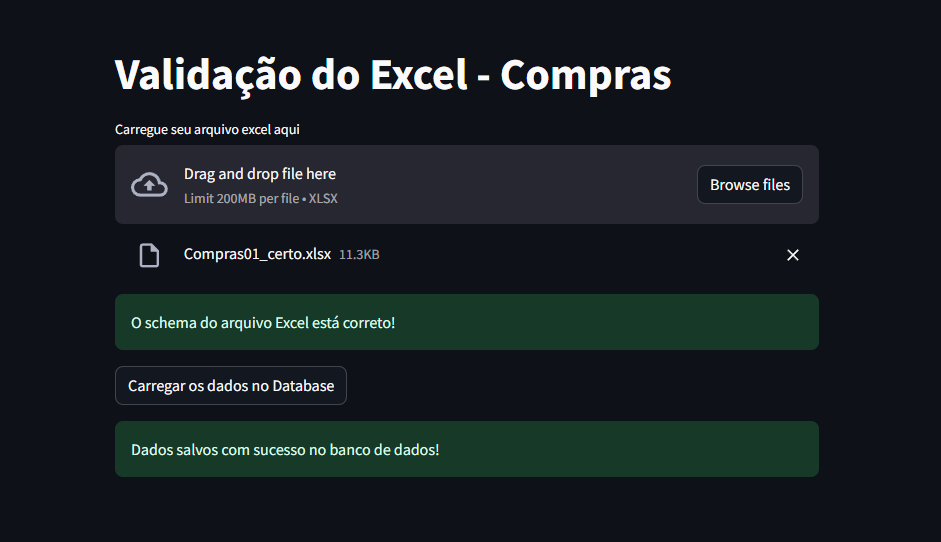 Validação do Excel - Compras
Carregue seu arquivo excel aqui
Drag and drop file here
Limit 200MB per file • XLSX
Browse files
Compras01_certo.xlsx 11.3KB
O schema do arquivo Excel está correto!
Carregar os dados no Database
Dados salvos com sucesso no banco de dados!